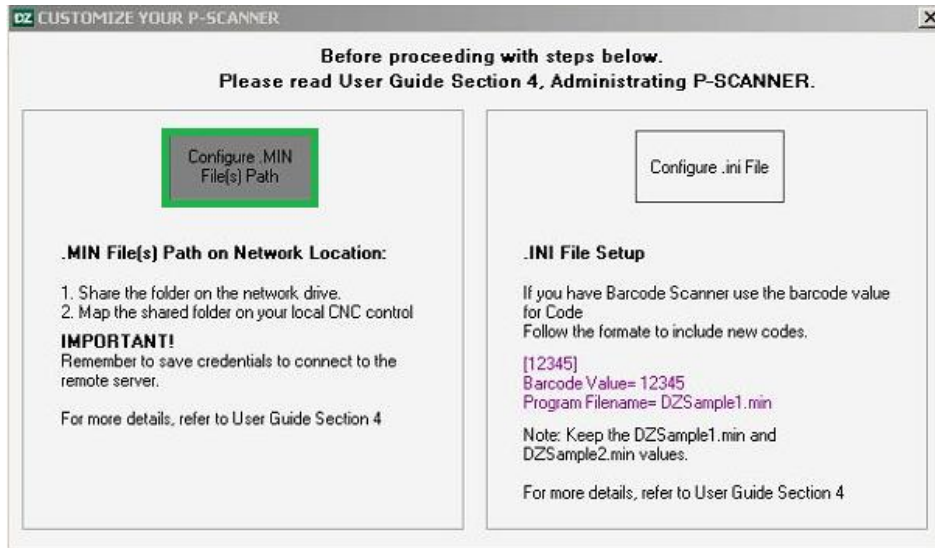 DZ CUSTOMIZE YOUR P-SCANNER
Before proceeding with steps below.
Please read User Guide Section 4, Administrating P-SCANNER.
Configure .MIN
File(s) Path
.MIN File(s) Path on Network Location:
1. Share the folder on the network drive.
2. Map the shared folder on your local CNC control
IMPORTANT!
Remember to save credentials to connect to the
remote server.
For more details, refer to User Guide Section 4
Configure .ini File
.INI File Setup
If you have Barcode Scanner use the barcode value
for Code
Follow the formate to include new codes.
[12345]
Barcode Value= 12345
Program Filename= DZSample1.min
Note: Keep the DZSample1.min and
DZSample2.min values.
For more details, refer to User Guide Section 4